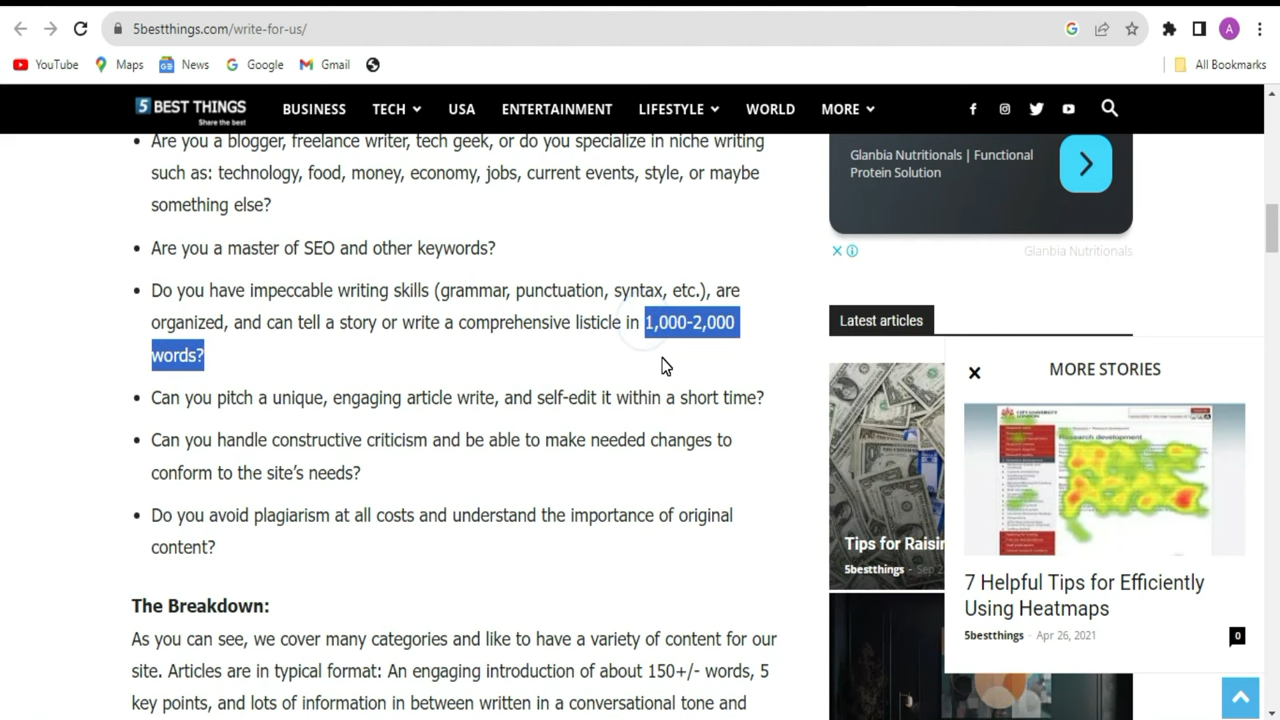 5bestthings.com/write-for-us/
A
YouTube
Maps
News
Google
Gmail
All Bookmarks
5 BEST THINGS
Share the best
BUSINESS
TECH
USA
ENTERTAINMENT
LIFESTYLE
WORLD
MORE
• Are you a blogger, freelance writer, tech geek, or do you specialize in niche writing
such as: technology, food, money, economy, jobs, current events, style, or maybe
something else?
• Are you a master of SEO and other keywords?
• Do you have impeccable writing skills (grammar, punctuation, syntax, etc.), are
organized, and can tell a story or write a comprehensive listicle in 1,000-2,000
words?
• Can you pitch a unique, engaging article write, and self-edit it within a short time?
• Can you handle constructive criticism and be able to make needed changes to
conform to the site's needs?
• Do you avoid plagiarism at all costs and understand the importance of original
content?
The Breakdown:
As you can see, we cover many categories and like to have a variety of content for our
site. Articles are in typical format: An engaging introduction of about 150+/- words, 5
key points, and lots of information in between written in a conversational tone and
Glanbia Nutritionals | Functional
Protein Solution
Glanbia Nutritionals
Latest articles
Tips for Raisin
5bestthings - Sep 2
MORE STORIES
CITY UNIVERSITY
LONDON
Research development
7 Helpful Tips for Efficiently
Using Heatmaps
5bestthings - Apr 26, 2021
0